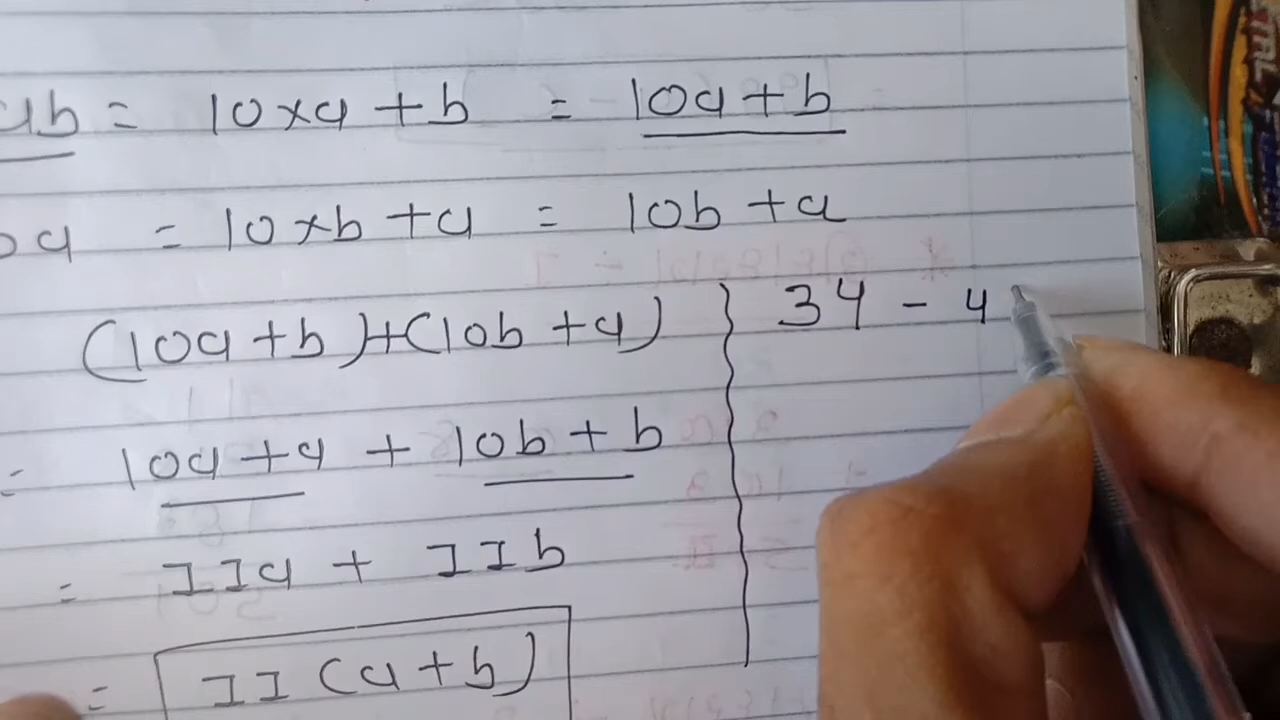 ab = 10×a + b = 10a + b
ba = 10×b + a = 10b + a
(10a + b) + (10b + a)
= 10a + a + 10b + b
= 11a + 11b
= 11 (a + b)
34 - 4